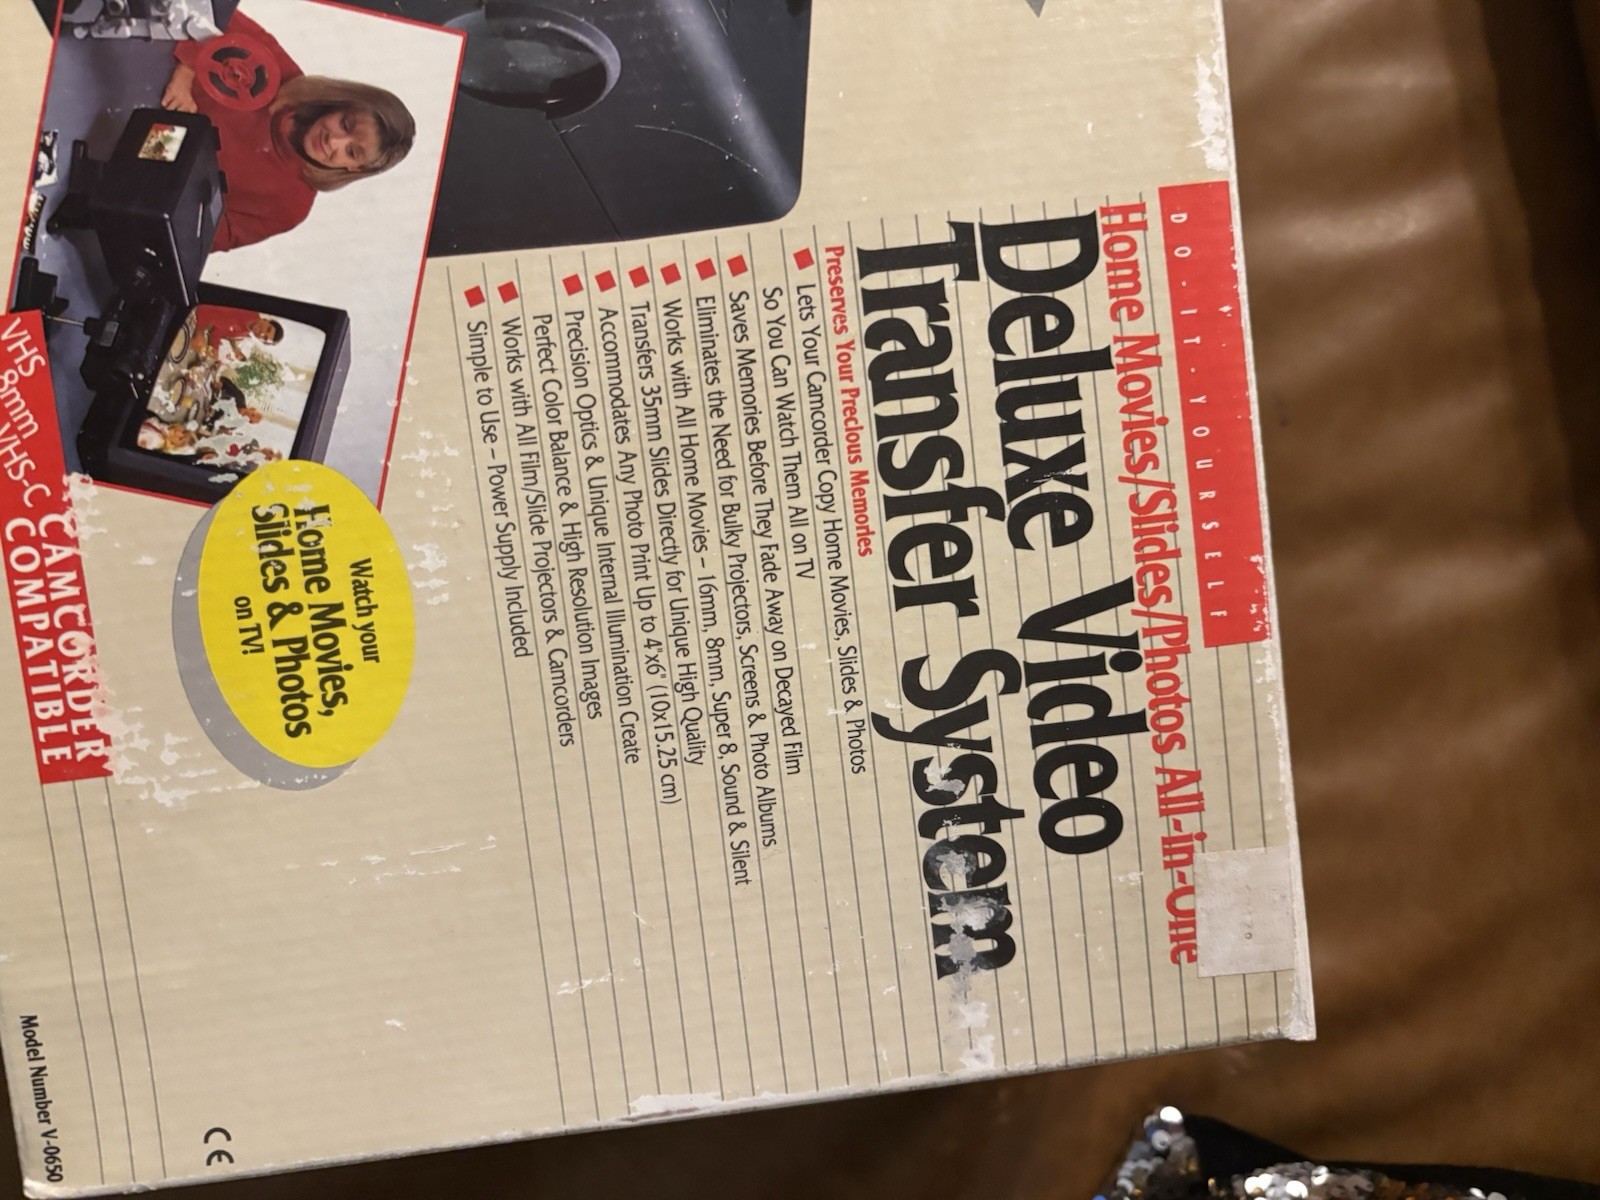 DO·IT·YOURSELF
Home Movies/Slides/Photos All-in-One
Deluxe Video
Transfer System
Preserves Your Precious Memories
Lets Your Camcorder Copy Home Movies, Slides & Photos
So You Can Watch Them All on TV
Saves Memories Before They Fade Away on Decayed Film
Eliminates the Need for Bulky Projectors, Screens & Photo Albums
Works with All Home Movies – 16mm, 8mm, Super 8, Sound & Silent
Transfers 35mm Slides Directly for Unique High Quality
Accommodates Any Photo Print Up to 4"x6" (10x15.25 cm)
Precision Optics & Unique Internal Illumination Create
Perfect Color Balance & High Resolution Images
Works with All Film/Slide Projectors & Camcorders
Simple to Use – Power Supply Included
Watch your
Home Movies,
Slides & Photos
on TV!
VHS 8mm VHS-C
CAMCORDER
COMPATIBLE
CE
Model Number V-0650